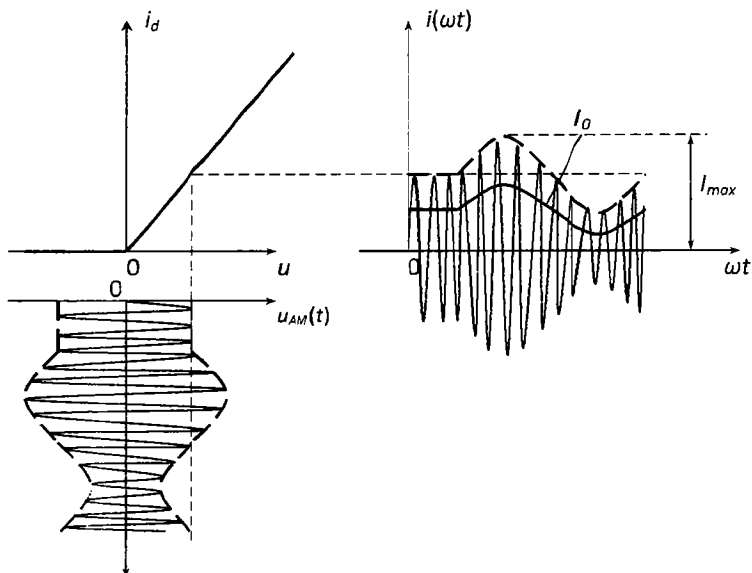 i_d
i(ωt)
I_0
I_max
0
u
0
ωt
0
u_AM(t)